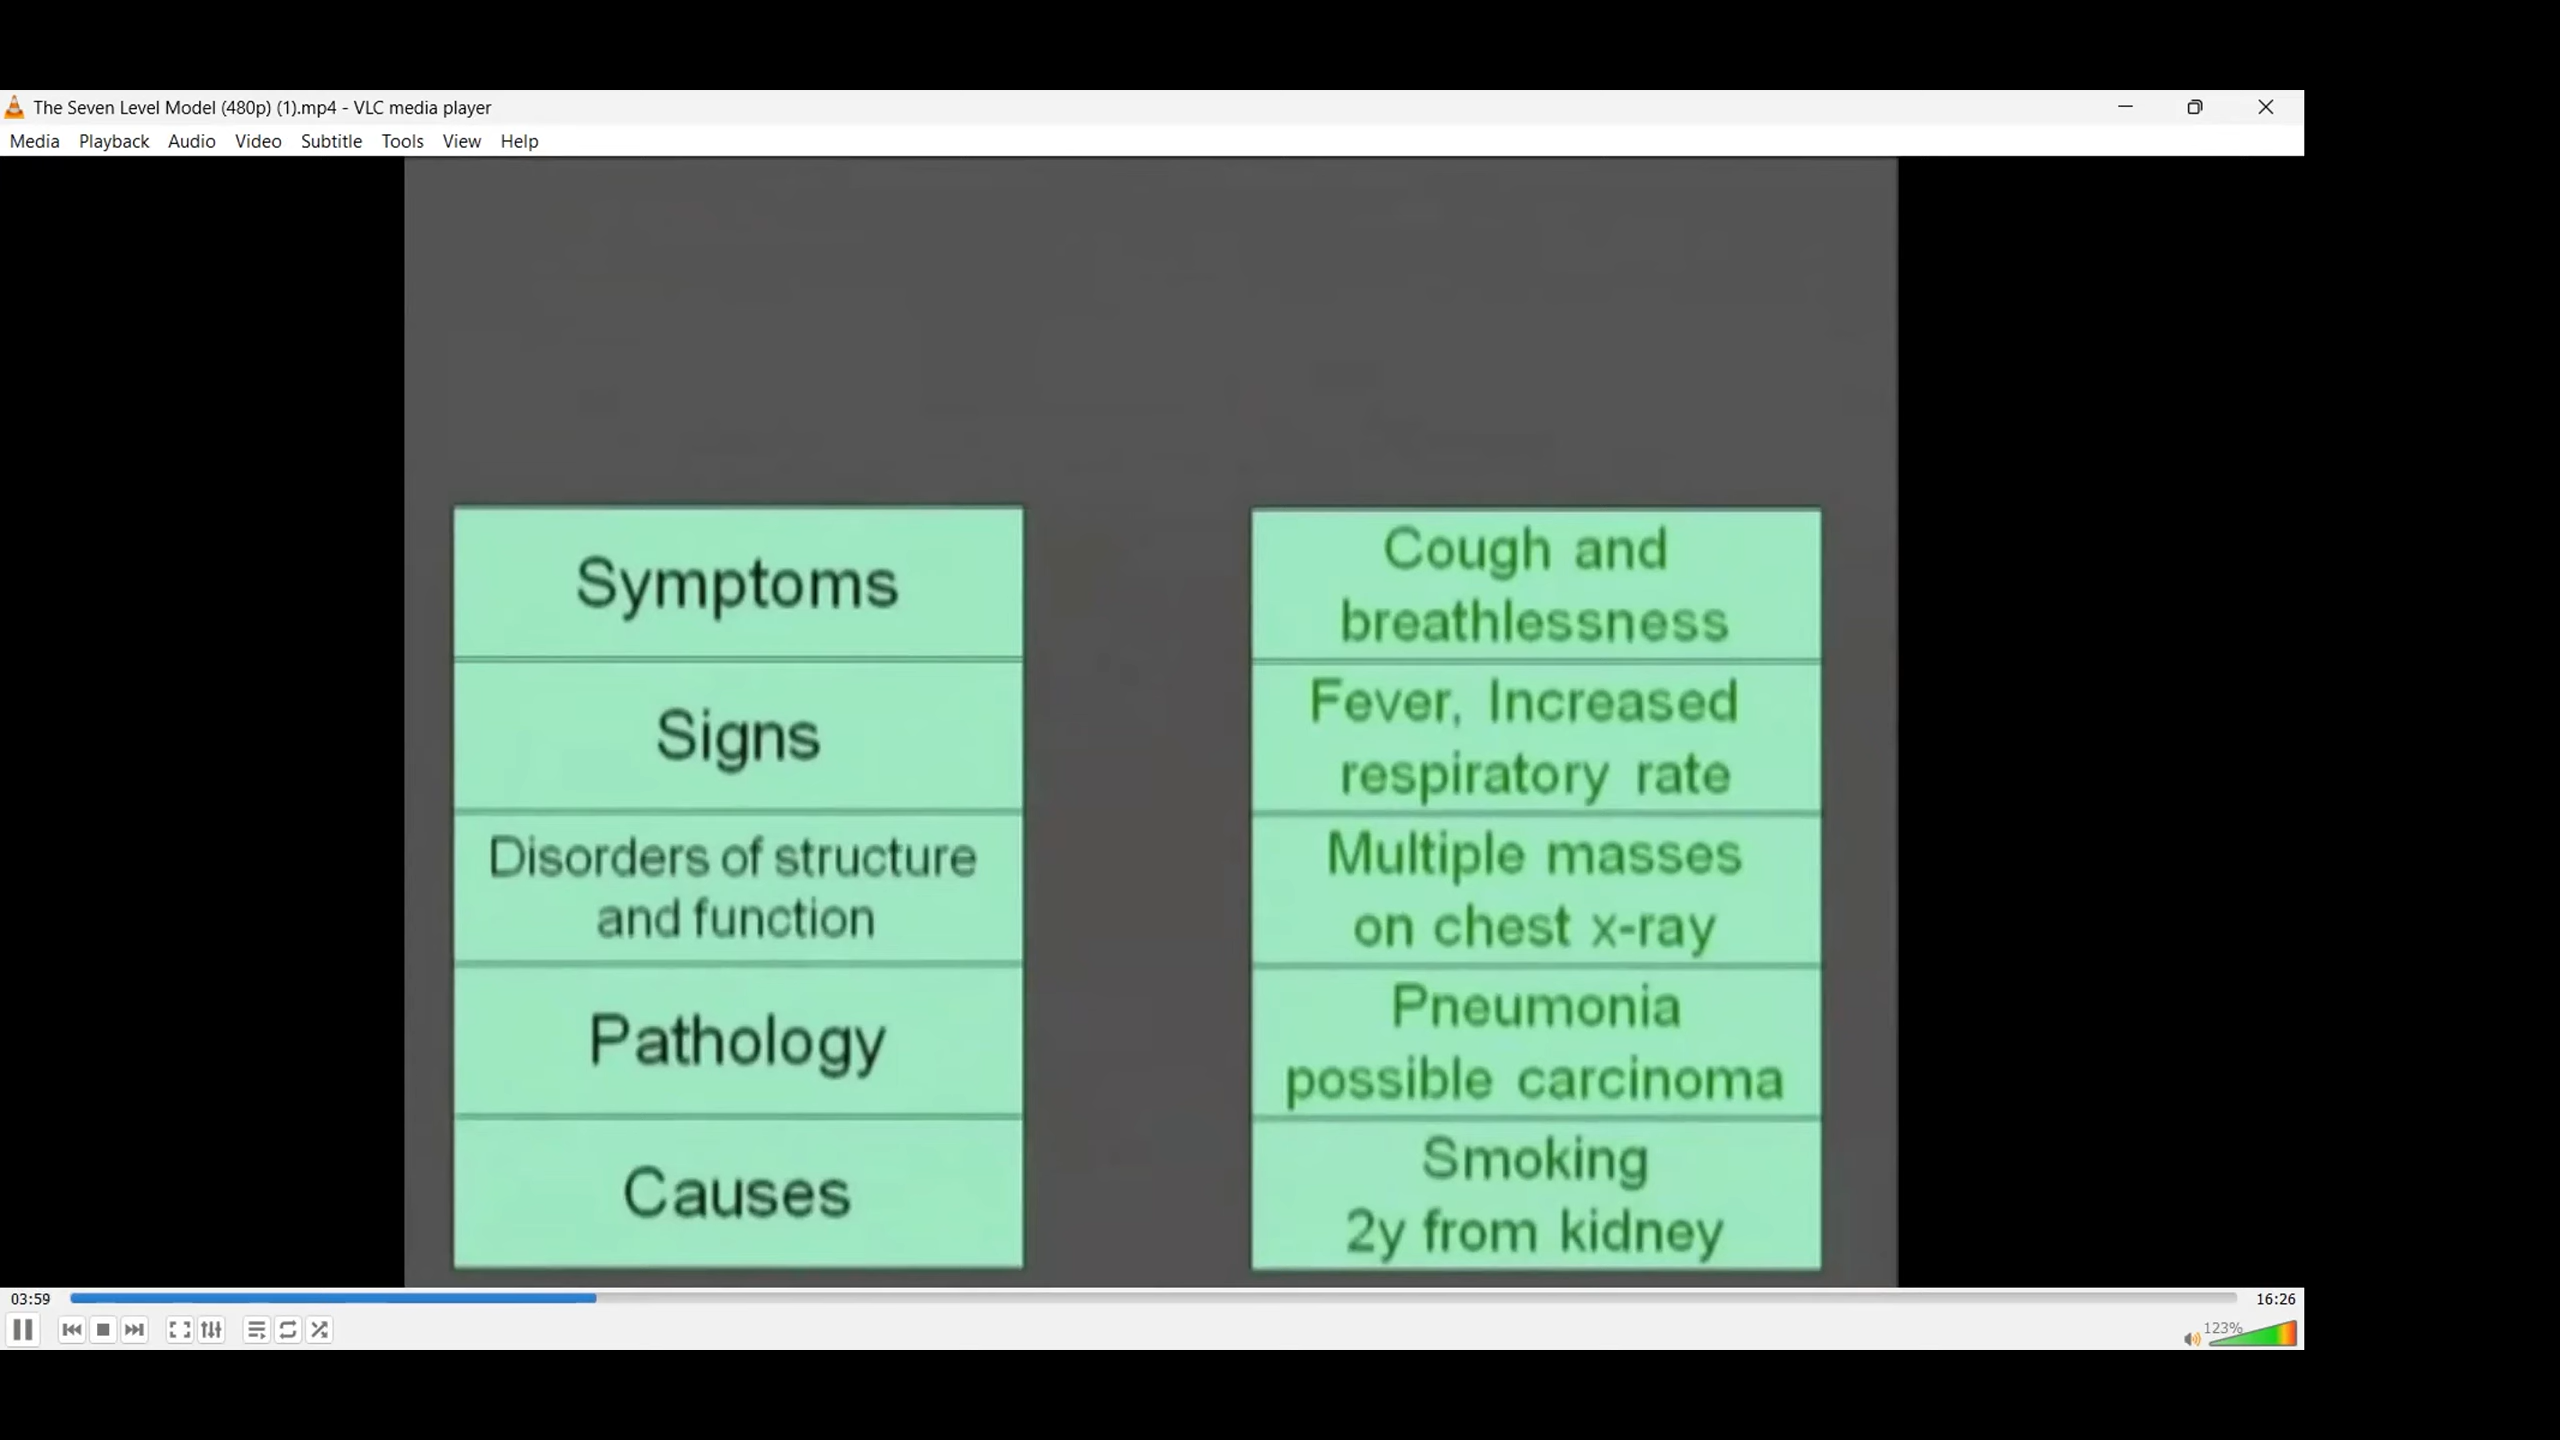 The Seven Level Model (480p) (1).mp4 - VLC media player
Media Playback Audio Video Subtitle Tools View Help
Symptoms
Signs
Disorders of structure
and function
Pathology
Causes
Cough and
breathlessness
Fever, Increased
respiratory rate
Multiple masses
on chest x-ray
Pneumonia
possible carcinoma
Smoking
2y from kidney
03:59
16:26
123%